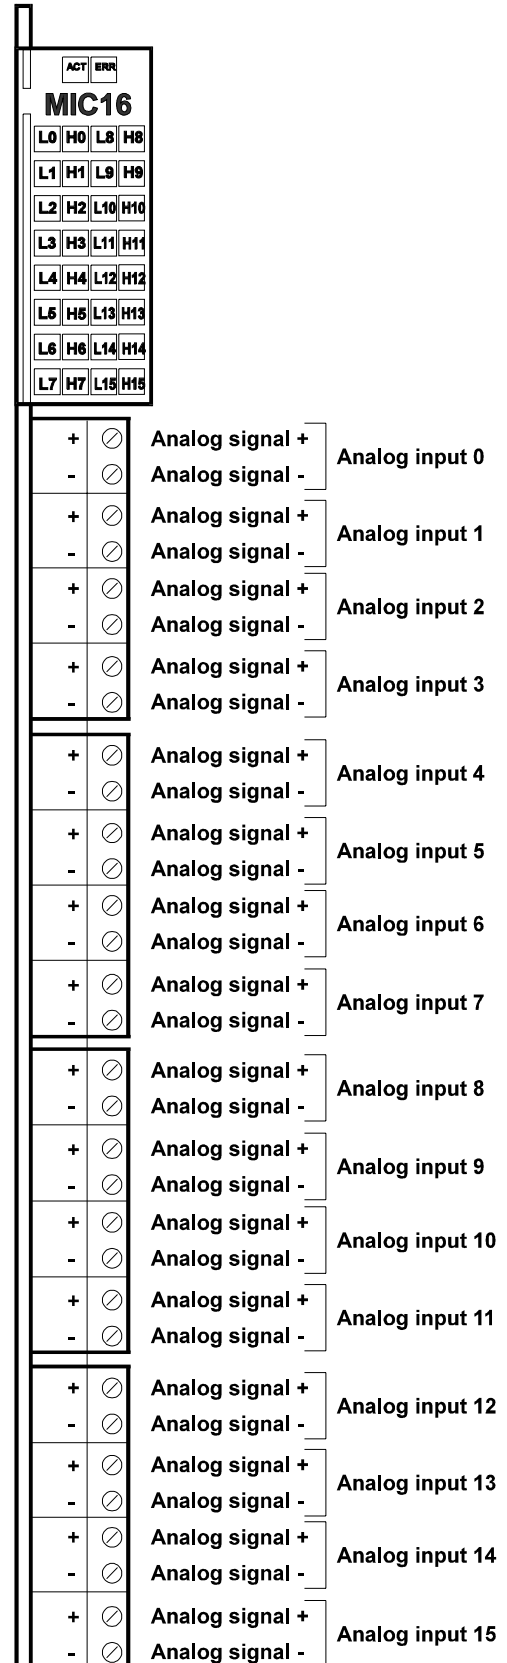 ACT ERR
MIC16
L0 H0 L8 H8
L1 H1 L9 H9
L2 H2 L10 H10
L3 H3 L11 H11
L4 H4 L12 H12
L5 H5 L13 H13
L6 H6 L14 H14
L7 H7 L15 H15
+ Analog signal +
Analog input 0
- Analog signal -
+ Analog signal +
Analog input 1
- Analog signal -
+ Analog signal +
Analog input 2
- Analog signal -
+ Analog signal +
Analog input 3
- Analog signal -
+ Analog signal +
Analog input 4
- Analog signal -
+ Analog signal +
Analog input 5
- Analog signal -
+ Analog signal +
Analog input 6
- Analog signal -
+ Analog signal +
Analog input 7
- Analog signal -
+ Analog signal +
Analog input 8
- Analog signal -
+ Analog signal +
Analog input 9
- Analog signal -
+ Analog signal +
Analog input 10
- Analog signal -
+ Analog signal +
Analog input 11
- Analog signal -
+ Analog signal +
Analog input 12
- Analog signal -
+ Analog signal +
Analog input 13
- Analog signal -
+ Analog signal +
Analog input 14
- Analog signal -
+ Analog signal +
Analog input 15
- Analog signal -